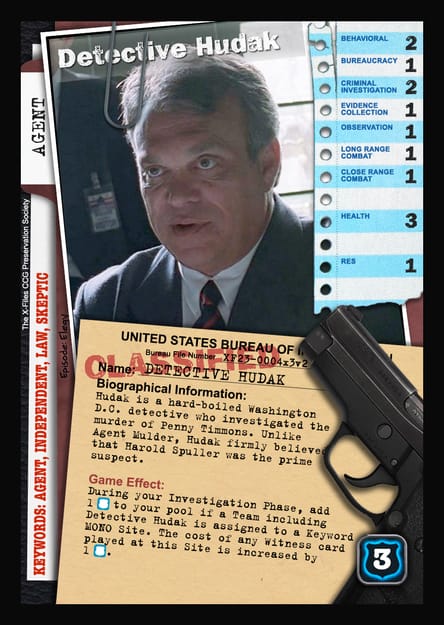 Detective Hudak
AGENT
The X-Files CCG Preservation Society
KEYWORDS: AGENT, INDEPENDENT, LAW, SKEPTIC
Episode: Elegy
BEHAVIORAL 2
BUREAUCRACY 1
CRIMINAL
INVESTIGATION 2
EVIDENCE
COLLECTION 1
OBSERVATION 1
LONG RANGE
COMBAT 1
CLOSE RANGE
COMBAT 1
HEALTH 3
RES 1
UNITED STATES BUREAU OF
Bureau File Number XF23-0004x3v2
CLASSIFIED
Name: DETECTIVE HUDAK
Biographical Information:
Hudak is a hard-boiled Washington
D.C. detective who investigated the
murder of Penny Timmons. Unlike
Agent Mulder, Hudak firmly believe
that Harold Spuller was the prime
suspect.
Game Effect:
During your Investigation Phase, add
1 to your pool if a Team including
Detective Hudak is assigned to a Keyword
MONO Site. The cost of any Witness card
played at this Site is increased by
1 .
3